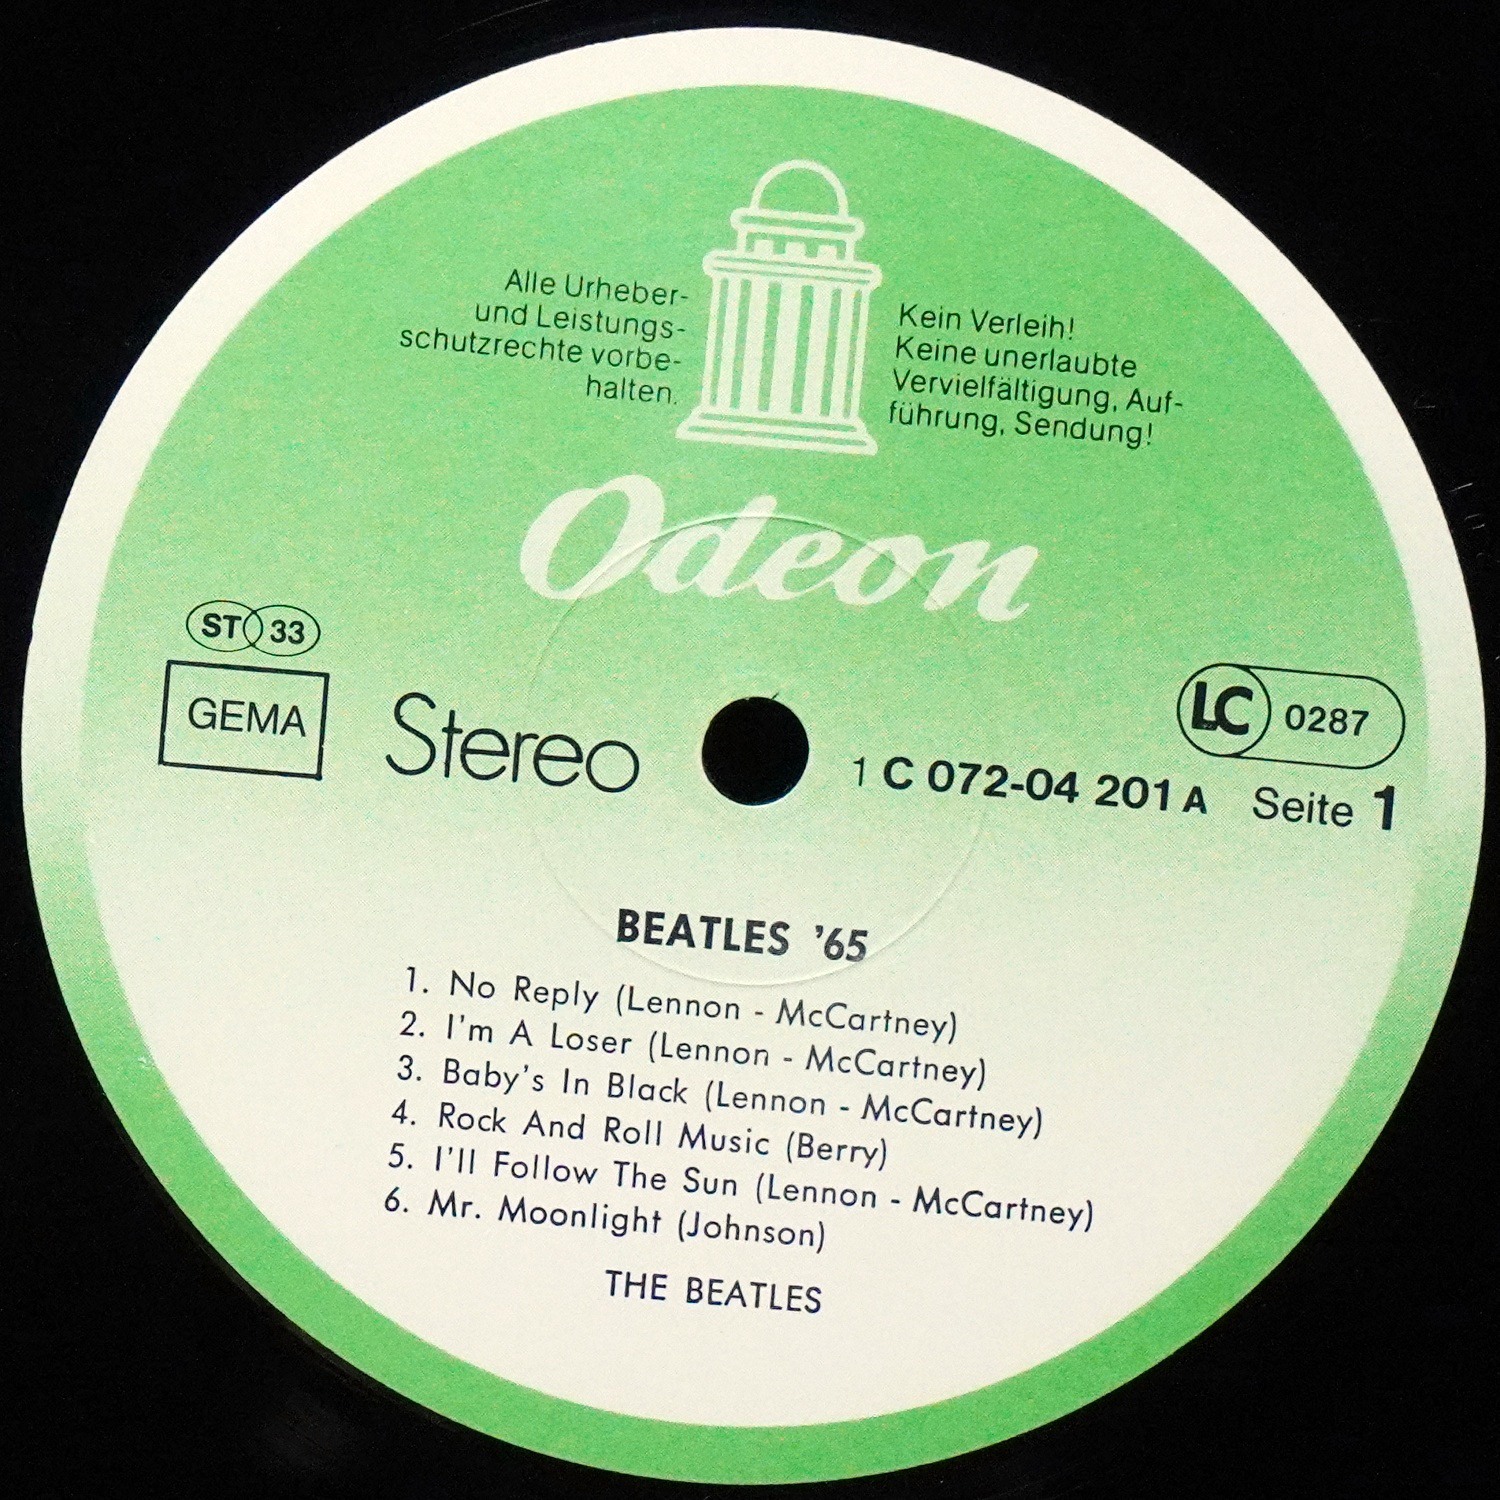 Alle Urheber-
und Leistungs-
schutzrechte vorbe-
halten.
Kein Verleih!
Keine unerlaubte
Vervielfältigung, Auf-
führung, Sendung!
Odeon
ST 33
GEMA
Stereo
LC 0287
1 C 072-04 201 A Seite 1
BEATLES '65
1. No Reply (Lennon - McCartney)
2. I'm A Loser (Lennon - McCartney)
3. Baby's In Black (Lennon - McCartney)
4. Rock And Roll Music (Berry)
5. I'll Follow The Sun (Lennon - McCartney)
6. Mr. Moonlight (Johnson)
THE BEATLES